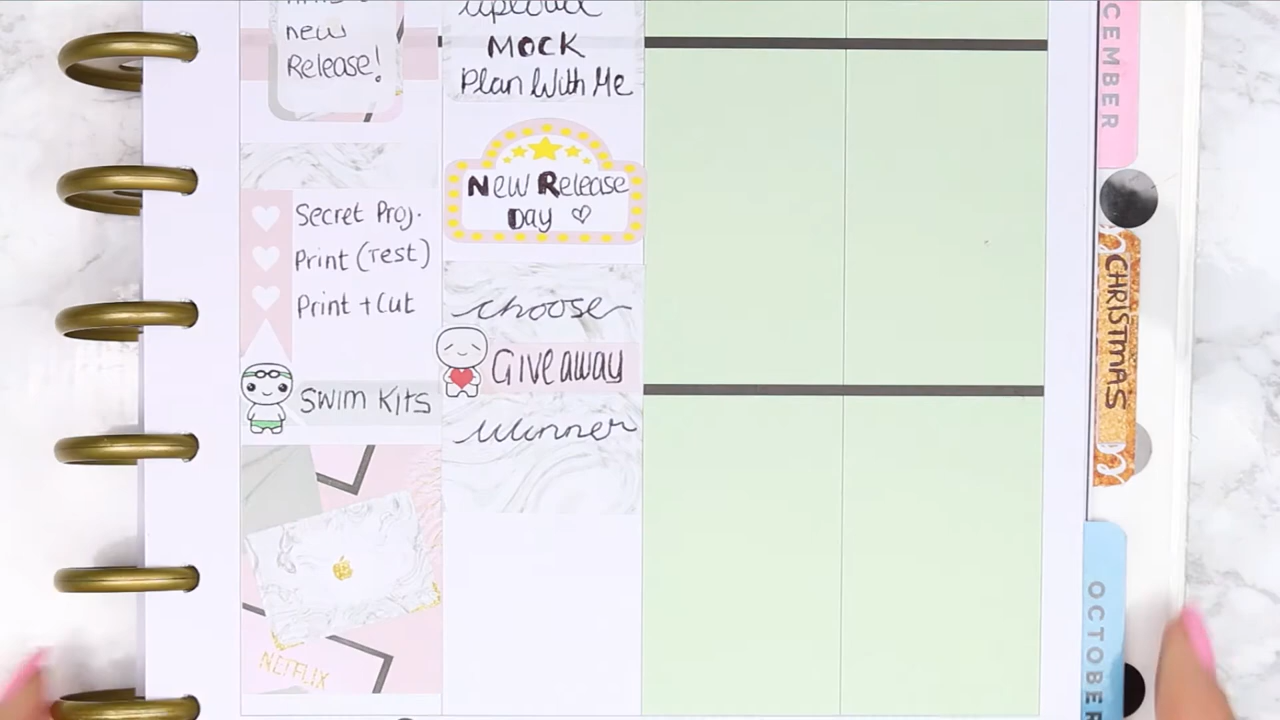 new
Release!
Secret Proj.
Print (Test)
Print + Cut
Swim Kits
NETFLIX
upload
MOCK
Plan With Me
New Release
Day ♡
choose
Giveaway
winner
CEMBER
CHRISTMAS
OCTOBER